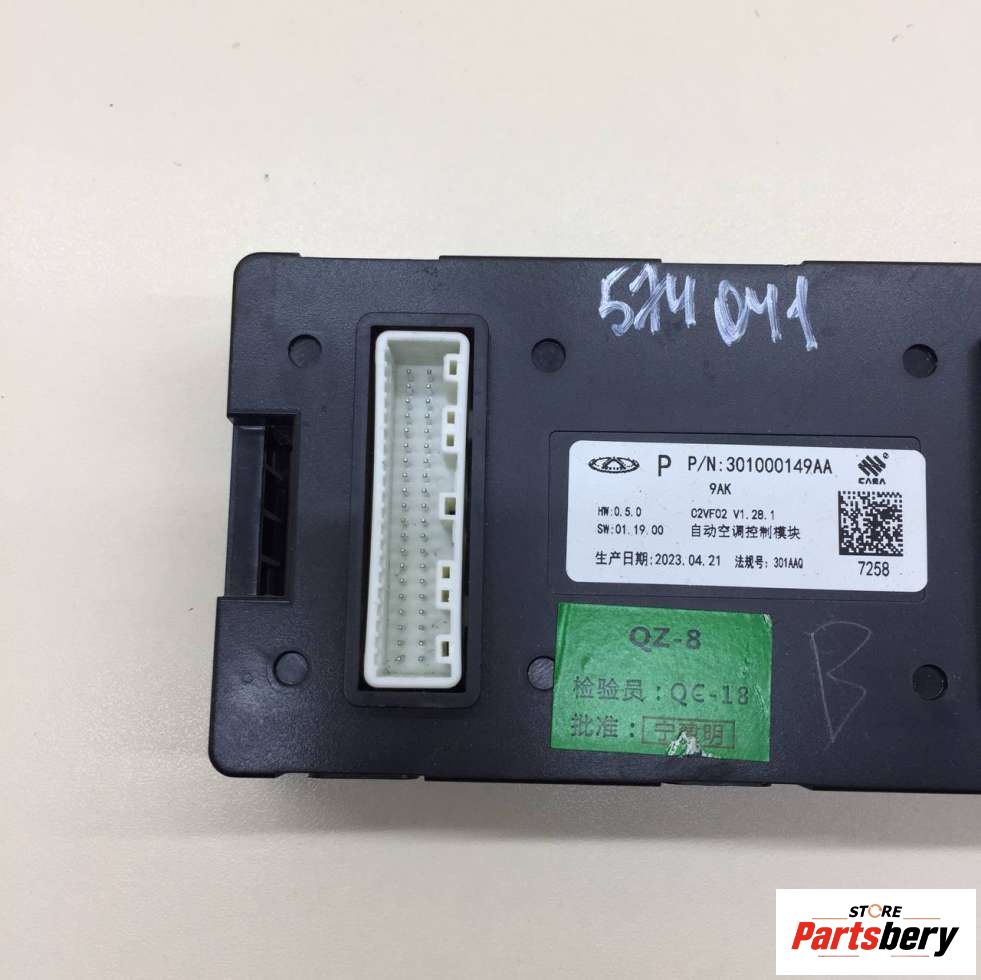 574 041
P P/N:301000149AA
9AK
CAEA
HW:0.5.0 C2VF02 V1.28.1
SW:01.19.00 自动空调控制模块
生产日期:2023.04.21 法规号: 301AAQ
7258
QZ-8
检验员：QC-18
批准：
B
STORE
Partsbery